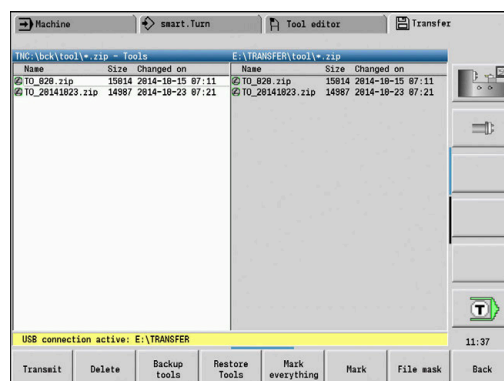 Machine
smart.Turn
Tool editor
Transfer
TNC:\bck\tool\*.zip - Tools
E:\TRANSFER\tool\*.zip
Name Size Changed on
Name Size Changed on
TO_020.zip 15014 2014-10-15 07:11
TO_020.zip 15014 2014-10-15 07:11
TO_20141023.zip 14987 2014-10-23 07:21
TO_20141023.zip 14987 2014-10-23 07:21
T
USB connection active: E:\TRANSFER
11:37
Transmit
Delete
Backup tools
Restore Tools
Mark everything
Mark
File mask
Back